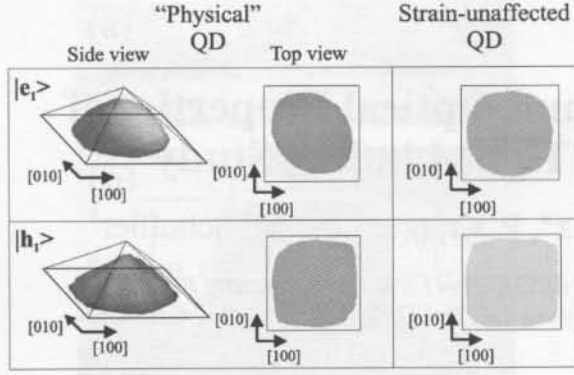 “Physical” QD
Strain-unaffected QD
Side view
Top view
|e₁>
[010]
[100]
[010]
[100]
[010]
[100]
|h₁>
[010]
[100]
[010]
[100]
[010]
[100]